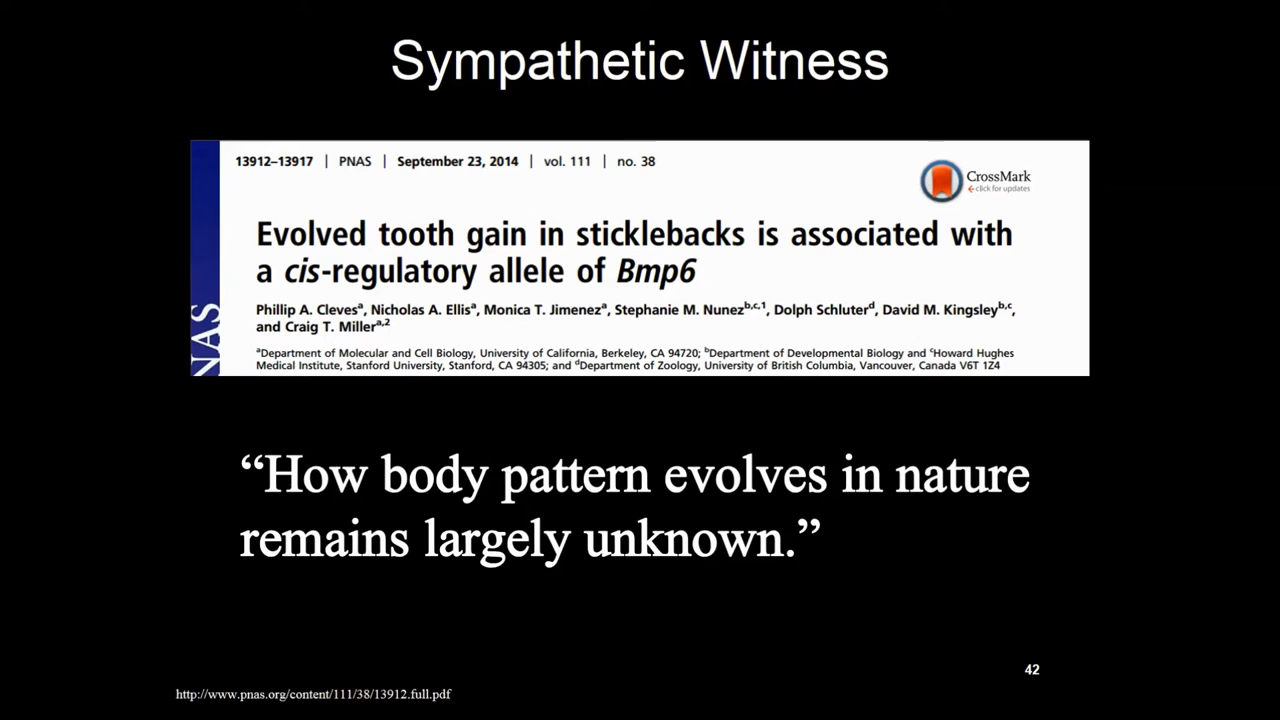 Sympathetic Witness
13912–13917 | PNAS | September 23, 2014 | vol. 111 | no. 38
CrossMark
click for updates
Evolved tooth gain in sticklebacks is associated with
a cis-regulatory allele of Bmp6
Phillip A. Clevesa, Nicholas A. Ellisa, Monica T. Jimeneza, Stephanie M. Nunezb,c,1, Dolph Schluterd, David M. Kingsleyb,c,
and Craig T. Millera,2
NAS
aDepartment of Molecular and Cell Biology, University of California, Berkeley, CA 94720; bDepartment of Developmental Biology and cHoward Hughes
Medical Institute, Stanford University, Stanford, CA 94305; and dDepartment of Zoology, University of British Columbia, Vancouver, Canada V6T 1Z4
“How body pattern evolves in nature
remains largely unknown.”
42
http://www.pnas.org/content/111/38/13912.full.pdf